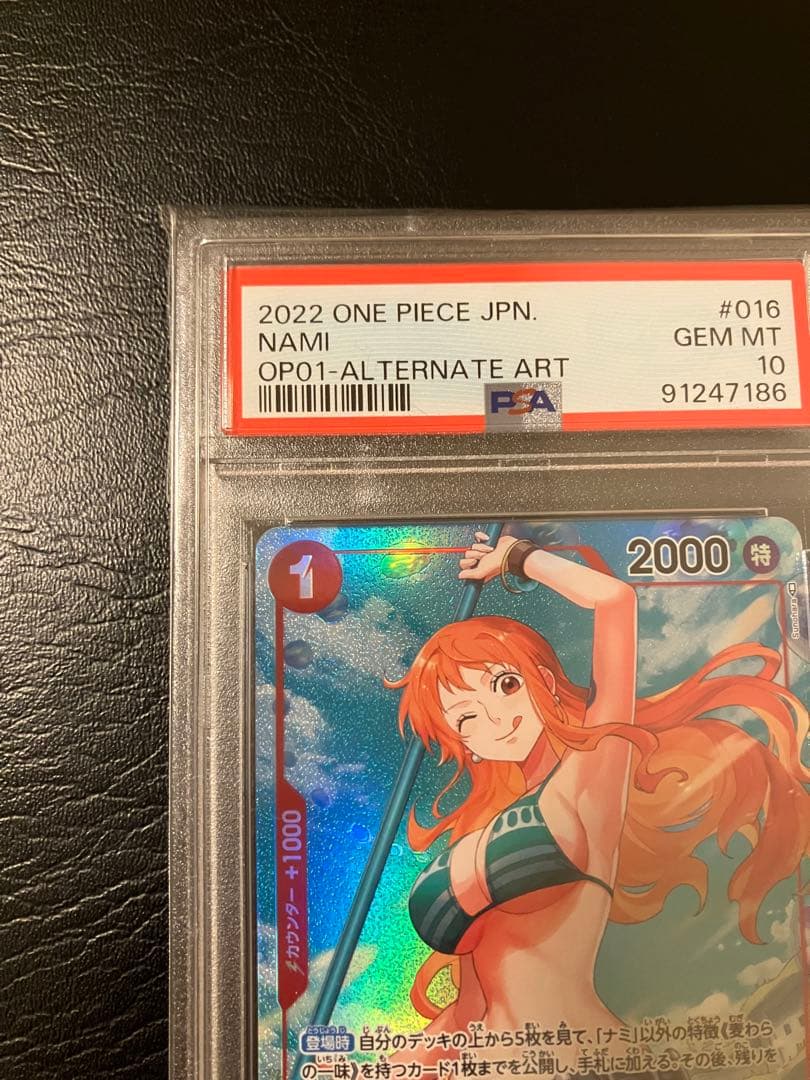 2022 ONE PIECE JPN. #016
NAMI GEM MT
OP01-ALTERNATE ART 10
PSA 91247186
1 2000 特
Sunohara
カウンター +1000
登場時 自分のデッキの上から5枚を見て、「ナミ」以外の特徴《麦わら
の一味》を持つカード1枚までを公開し、手札に加える。その後、残りを